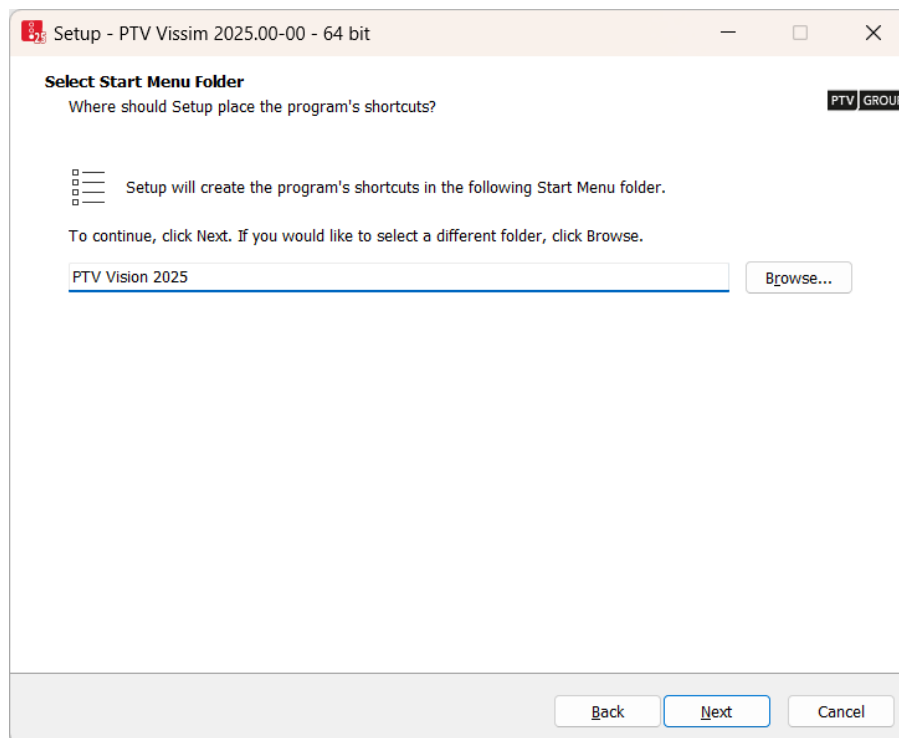 Setup - PTV Vissim 2025.00-00 - 64 bit
Select Start Menu Folder
Where should Setup place the program's shortcuts?
PTV GROU
Setup will create the program's shortcuts in the following Start Menu folder.
To continue, click Next. If you would like to select a different folder, click Browse.
PTV Vision 2025
Browse...
Back
Next
Cancel